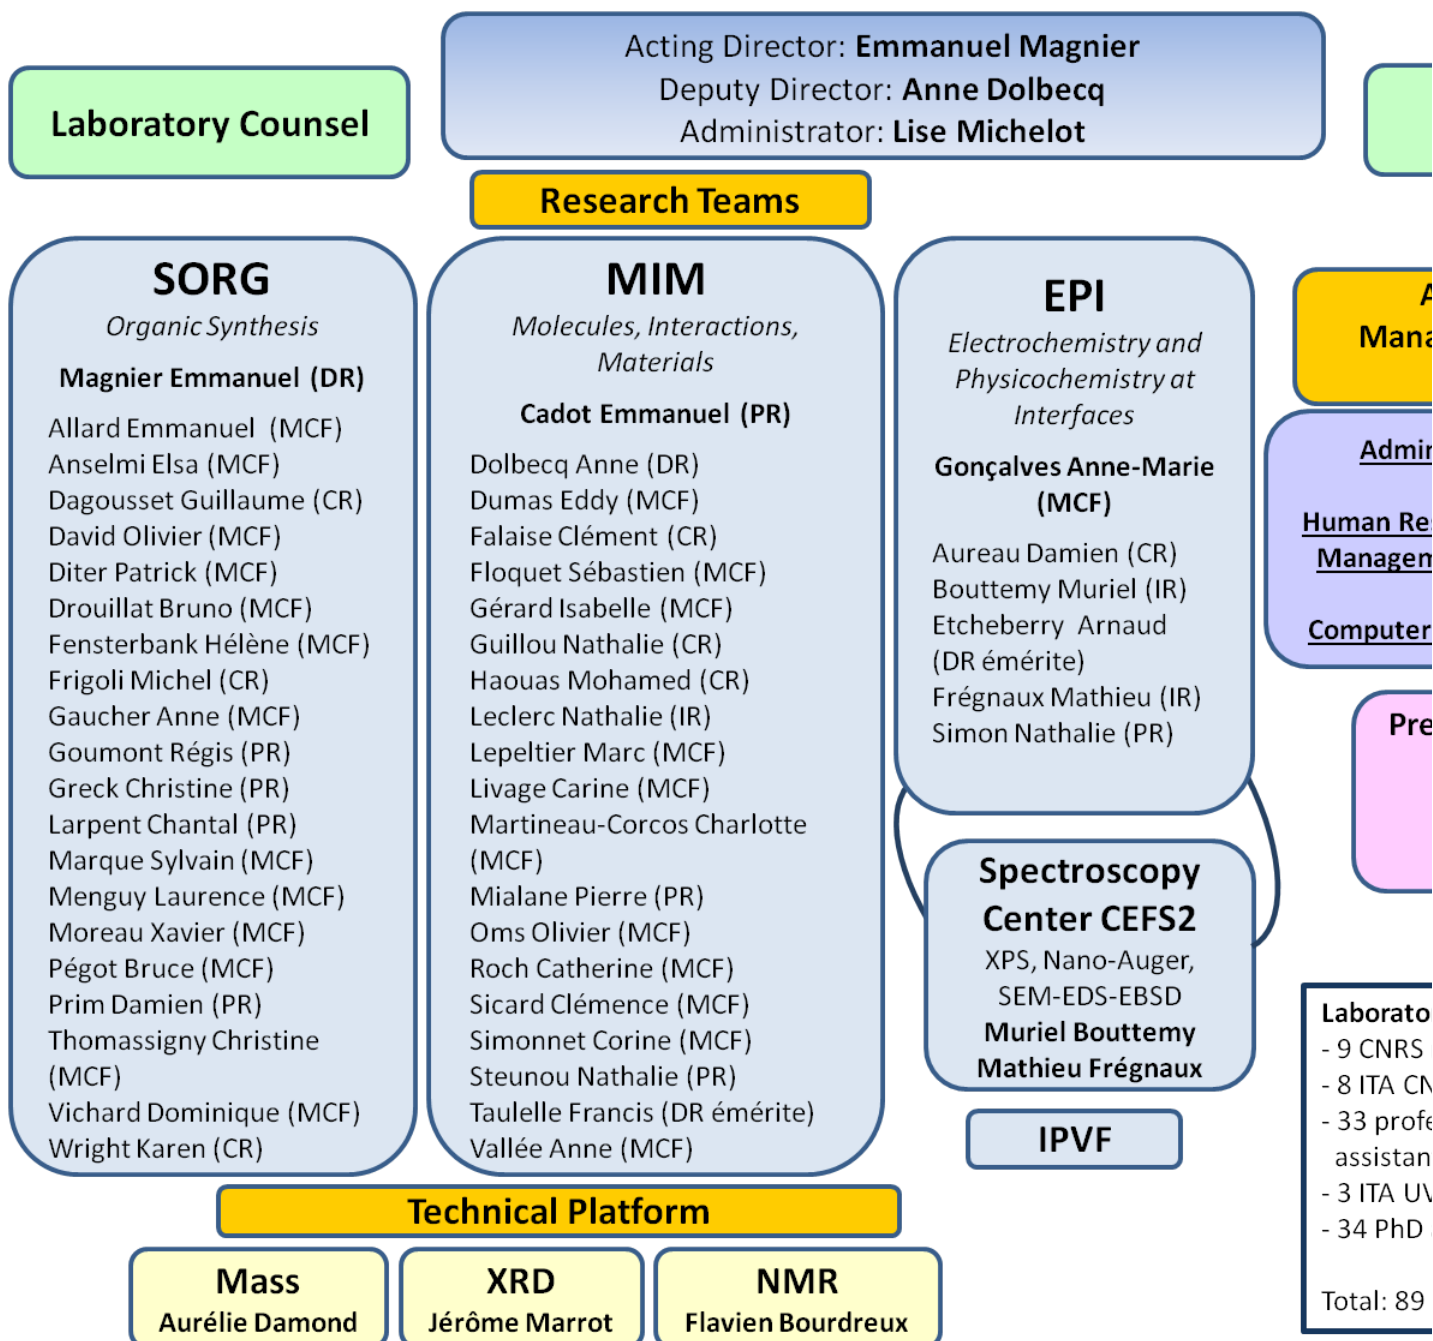 Acting Director: Emmanuel Magnier
Deputy Director: Anne Dolbecq
Administrator: Lise Michelot
Laboratory Counsel
Research Teams
SORG
Organic Synthesis
Magnier Emmanuel (DR)
Allard Emmanuel (MCF)
Anselmi Elsa (MCF)
Dagousset Guillaume (CR)
David Olivier (MCF)
Diter Patrick (MCF)
Drouillat Bruno (MCF)
Fensterbank Hélène (MCF)
Frigoli Michel (CR)
Gaucher Anne (MCF)
Goumont Régis (PR)
Greck Christine (PR)
Larpent Chantal (PR)
Marque Sylvain (MCF)
Menguy Laurence (MCF)
Moreau Xavier (MCF)
Pégot Bruce (MCF)
Prim Damien (PR)
Thomassigny Christine
(MCF)
Vichard Dominique (MCF)
Wright Karen (CR)
MIM
Molecules, Interactions,
Materials
Cadot Emmanuel (PR)
Dolbecq Anne (DR)
Dumas Eddy (MCF)
Falaise Clément (CR)
Floquet Sébastien (MCF)
Gérard Isabelle (MCF)
Guillou Nathalie (CR)
Haouas Mohamed (CR)
Leclerc Nathalie (IR)
Lepeltier Marc (MCF)
Livage Carine (MCF)
Martineau-Corcos Charlotte
(MCF)
Mialane Pierre (PR)
Oms Olivier (MCF)
Roch Catherine (MCF)
Sicard Clémence (MCF)
Simonnet Corine (MCF)
Steunou Nathalie (PR)
Taulelle Francis (DR émérite)
Vallée Anne (MCF)
EPI
Electrochemistry and
Physicochemistry at
Interfaces
Gonçalves Anne-Marie
(MCF)
Aureau Damien (CR)
Bouttemy Muriel (IR)
Etcheberry Arnaud
(DR émérite)
Frégnaux Mathieu (IR)
Simon Nathalie (PR)
Spectroscopy
Center CEFS2
XPS, Nano-Auger,
SEM-EDS-EBSD
Muriel Bouttemy
Mathieu Frégnaux
IPVF
A
Mana
Admin
Human Res
Managem
Computer
Pre
Laborator
- 9 CNRS
- 8 ITA CN
- 33 profe
assistan
- 3 ITA UV
- 34 PhD
Total: 89
Technical Platform
Mass
Aurélie Damond
XRD
Jérôme Marrot
NMR
Flavien Bourdreux